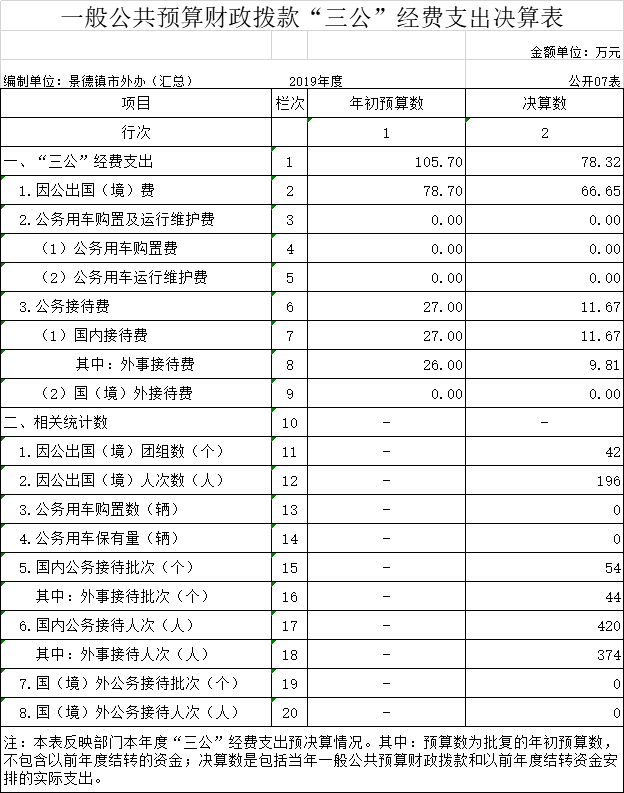 一般公共预算财政拨款“三公”经费支出决算表
金额单位：万元
编制单位：景德镇市外办（汇总） 2019年度 公开07表
项目 栏次 年初预算数 决算数
行次 1 2
一、“三公”经费支出 1 105.70 78.32
1.因公出国（境）费 2 78.70 66.65
2.公务用车购置及运行维护费 3 0.00 0.00
（1）公务用车购置费 4 0.00 0.00
（2）公务用车运行维护费 5 0.00 0.00
3.公务接待费 6 27.00 11.67
（1）国内接待费 7 27.00 11.67
其中：外事接待费 8 26.00 9.81
（2）国（境）外接待费 9 0.00 0.00
二、相关统计数 10 - -
1.因公出国（境）团组数（个） 11 - 42
2.因公出国（境）人次数（人） 12 - 196
3.公务用车购置数（辆） 13 - 0
4.公务用车保有量（辆） 14 - 0
5.国内公务接待批次（个） 15 - 54
其中：外事接待批次（个） 16 - 44
6.国内公务接待人次（人） 17 - 420
其中：外事接待人次（人） 18 - 374
7.国（境）外公务接待批次（个） 19 - 0
8.国（境）外公务接待人次（人） 20 - 0
注：本表反映部门本年度“三公”经费支出预决算情况。其中：预算数为批复的年初预算数，
不包含以前年度结转的资金；决算数是包括当年一般公共预算财政拨款和以前年度结转资金安
排的实际支出。